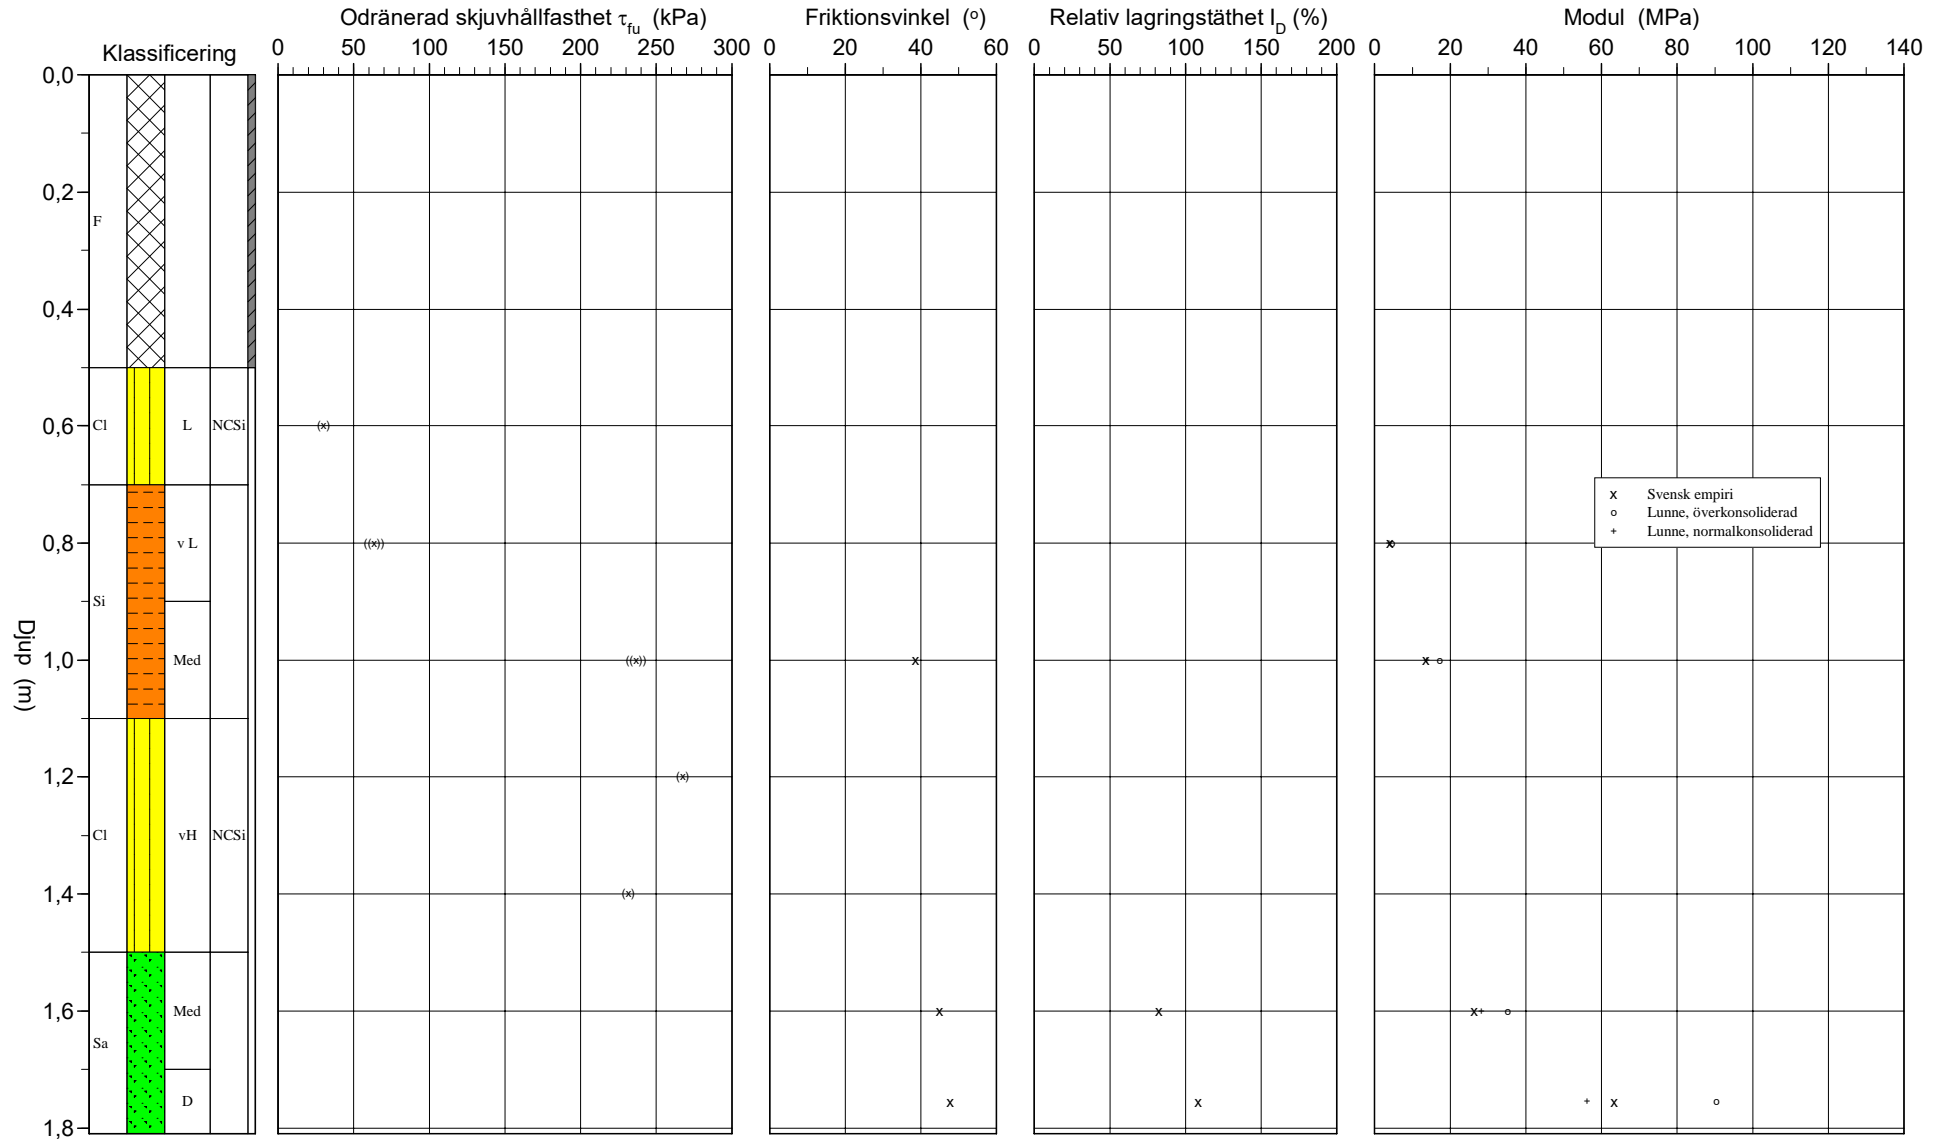 Odränerad skjuvhållfasthet τfu (kPa)
Friktionsvinkel (o)
Relativ lagringstäthet ID (%)
Modul (MPa)
Klassificering
0 50 100 150 200 250 300
0 20 40 60
0 50 100 150 200
0 20 40 60 80 100 120 140
0,0
0,2
F
0,4
0,6 Cl L NCSi (x)
Svensk empiri
Lunne, överkonsoliderad
Lunne, normalkonsoliderad
0,8 v L ((x))
Si
Djup (m)
1,0 Med ((x))
1,2 (x)
Cl vH NCSi
1,4 (x)
1,6 Med
Sa
D
1,8